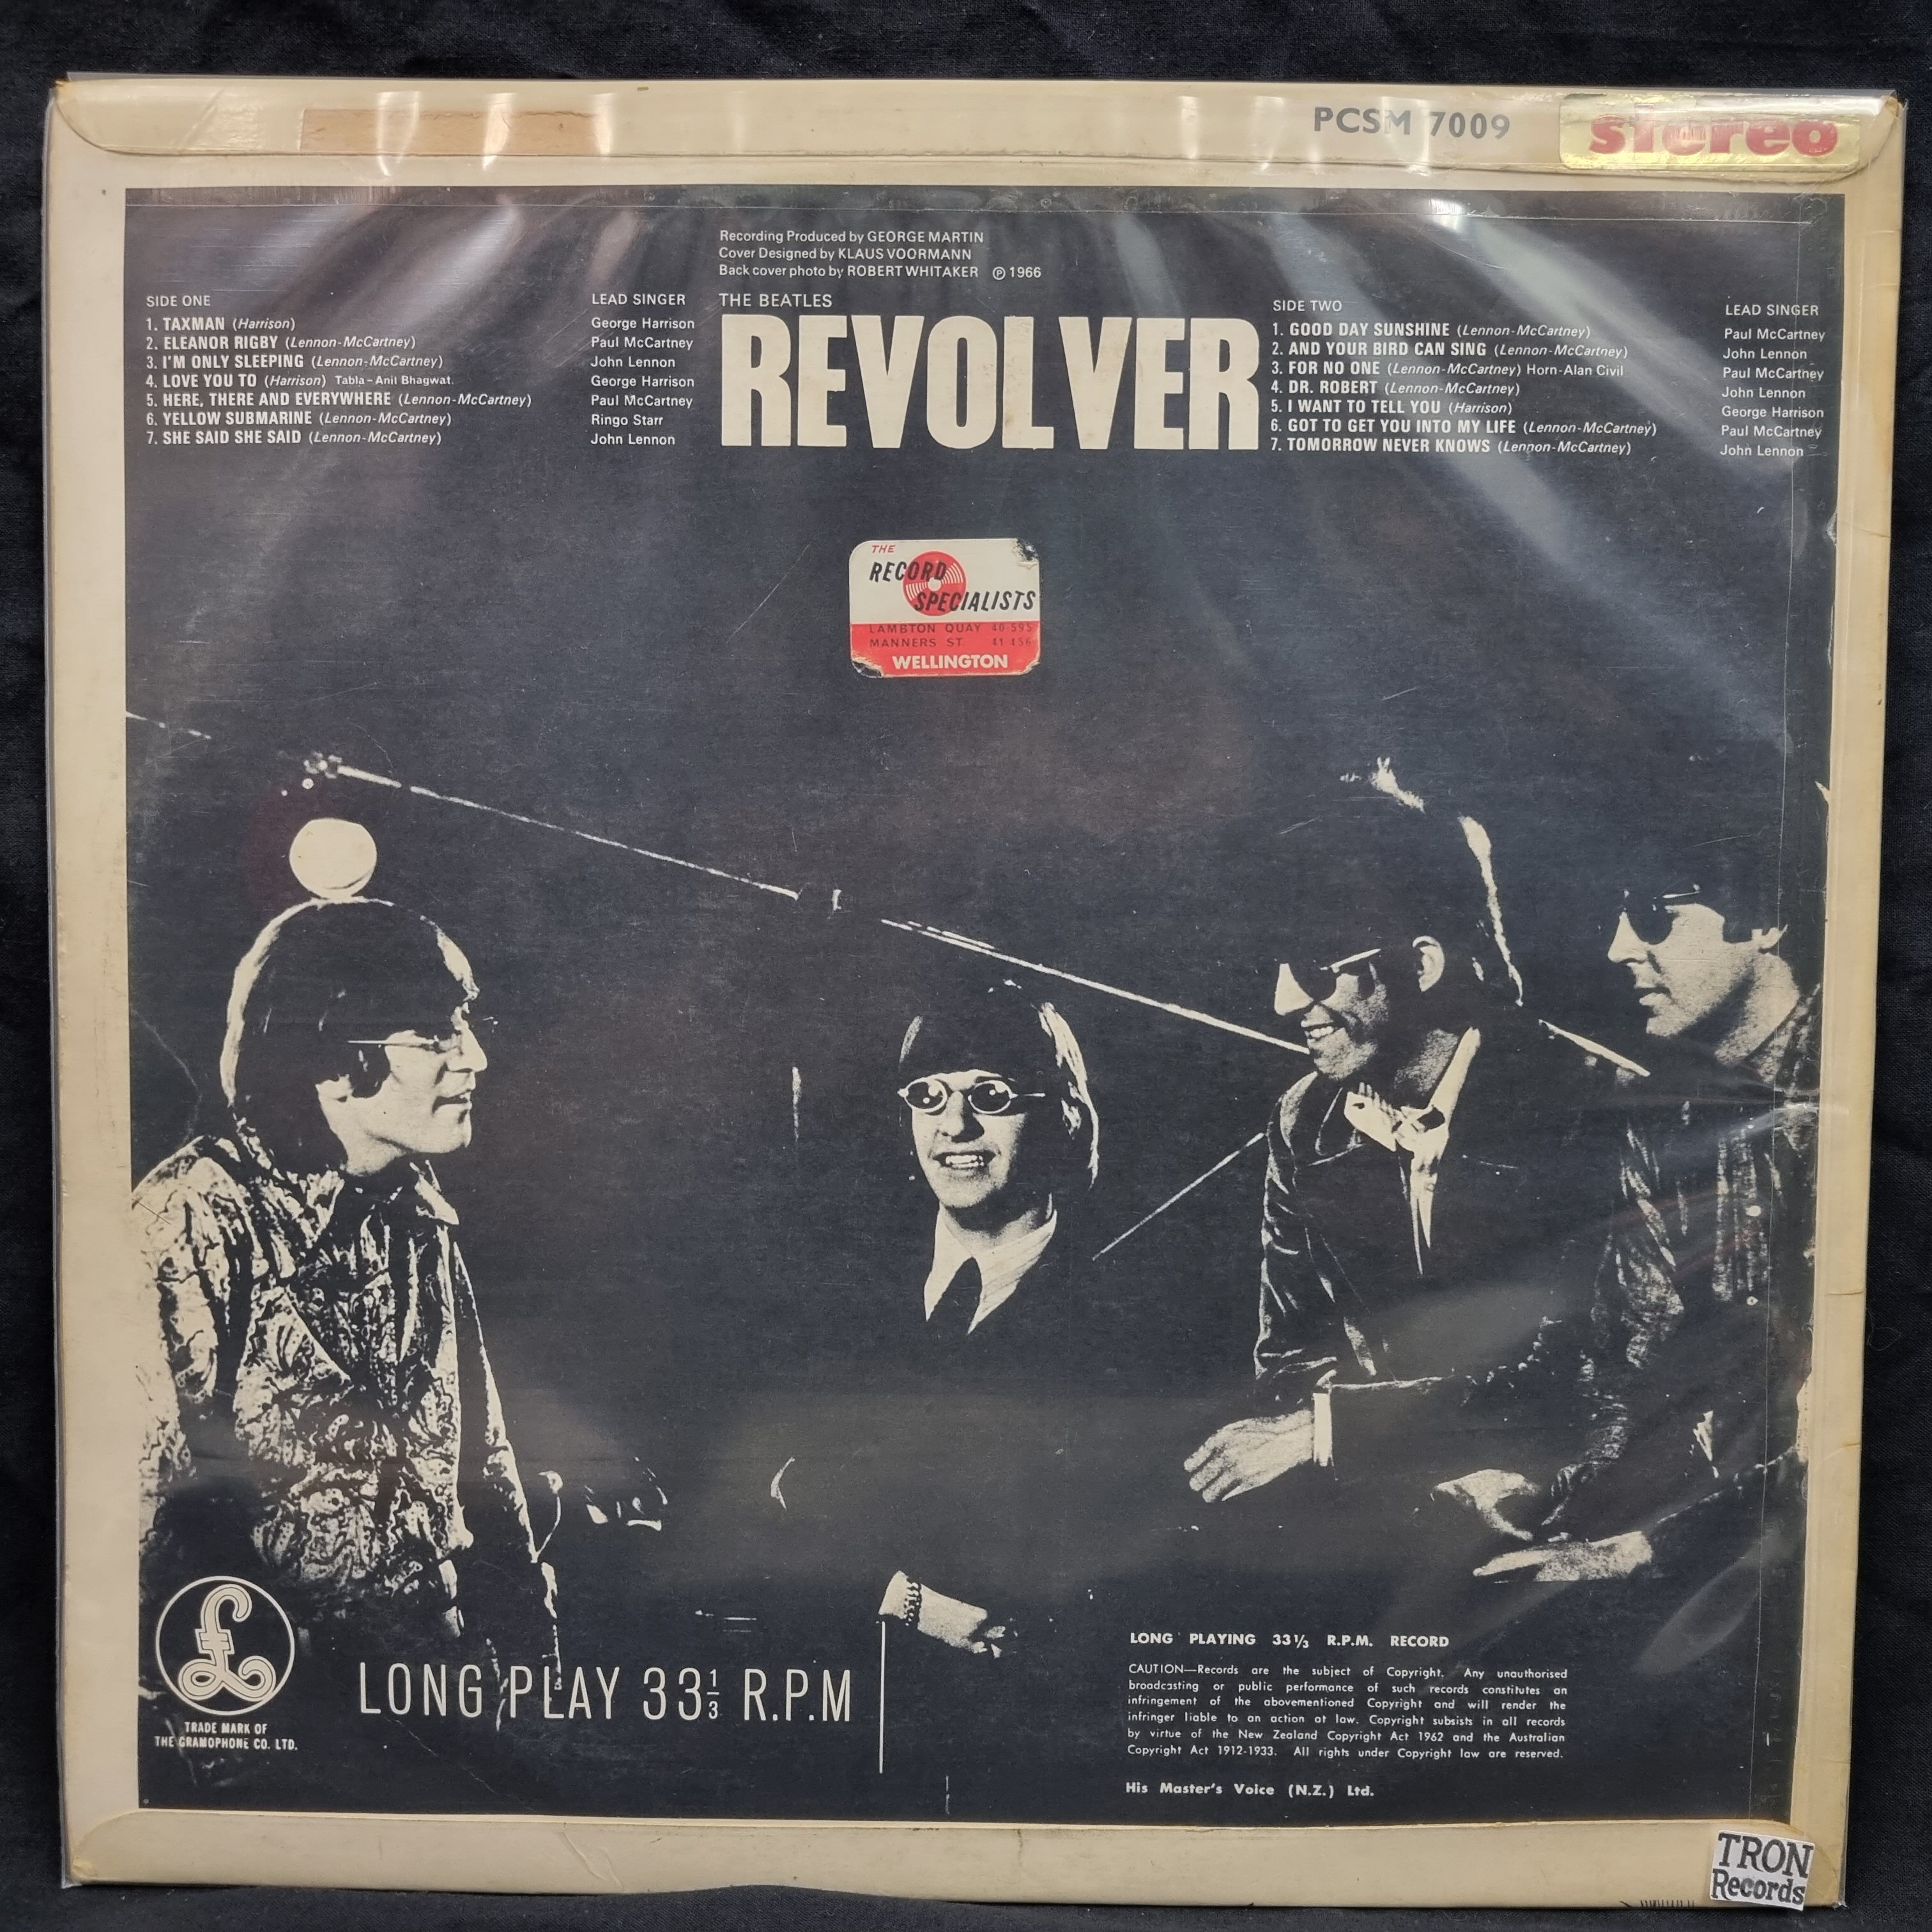 PCSM 7009
stereo
Recording Produced by GEORGE MARTIN
Cover Designed by KLAUS VOORMANN
Back cover photo by ROBERT WHITAKER ℗ 1966
SIDE ONE
LEAD SINGER
1. TAXMAN (Harrison) George Harrison
2. ELEANOR RIGBY (Lennon-McCartney) Paul McCartney
3. I'M ONLY SLEEPING (Lennon-McCartney) John Lennon
4. LOVE YOU TO (Harrison) Tabla–Anil Bhagwat. George Harrison
5. HERE, THERE AND EVERYWHERE (Lennon-McCartney) Paul McCartney
6. YELLOW SUBMARINE (Lennon-McCartney) Ringo Starr
7. SHE SAID SHE SAID (Lennon-McCartney) John Lennon
THE BEATLES
REVOLVER
SIDE TWO
LEAD SINGER
1. GOOD DAY SUNSHINE (Lennon-McCartney) Paul McCartney
2. AND YOUR BIRD CAN SING (Lennon-McCartney) John Lennon
3. FOR NO ONE (Lennon-McCartney) Horn-Alan Civil Paul McCartney
4. DR. ROBERT (Lennon-McCartney) John Lennon
5. I WANT TO TELL YOU (Harrison) George Harrison
6. GOT TO GET YOU INTO MY LIFE (Lennon-McCartney) Paul McCartney
7. TOMORROW NEVER KNOWS (Lennon-McCartney) John Lennon
THE
RECORD
SPECIALISTS
LAMBTON QUAY 40 595
MANNERS ST. 41 456
WELLINGTON
£
TRADE MARK OF
THE GRAMOPHONE CO. LTD.
LONG PLAY 33⅓ R.P.M
LONG PLAYING 33⅓ R.P.M. RECORD
CAUTION—Records are the subject of Copyright. Any unauthorised
broadcasting or public performance of such records constitutes an
infringement of the abovementioned Copyright and will render the
infringer liable to an action at law. Copyright subsists in all records
by virtue of the New Zealand Copyright Act 1962 and the Australian
Copyright Act 1912-1933. All rights under Copyright law are reserved.
His Master's Voice (N.Z.) Ltd.
TRON
Records